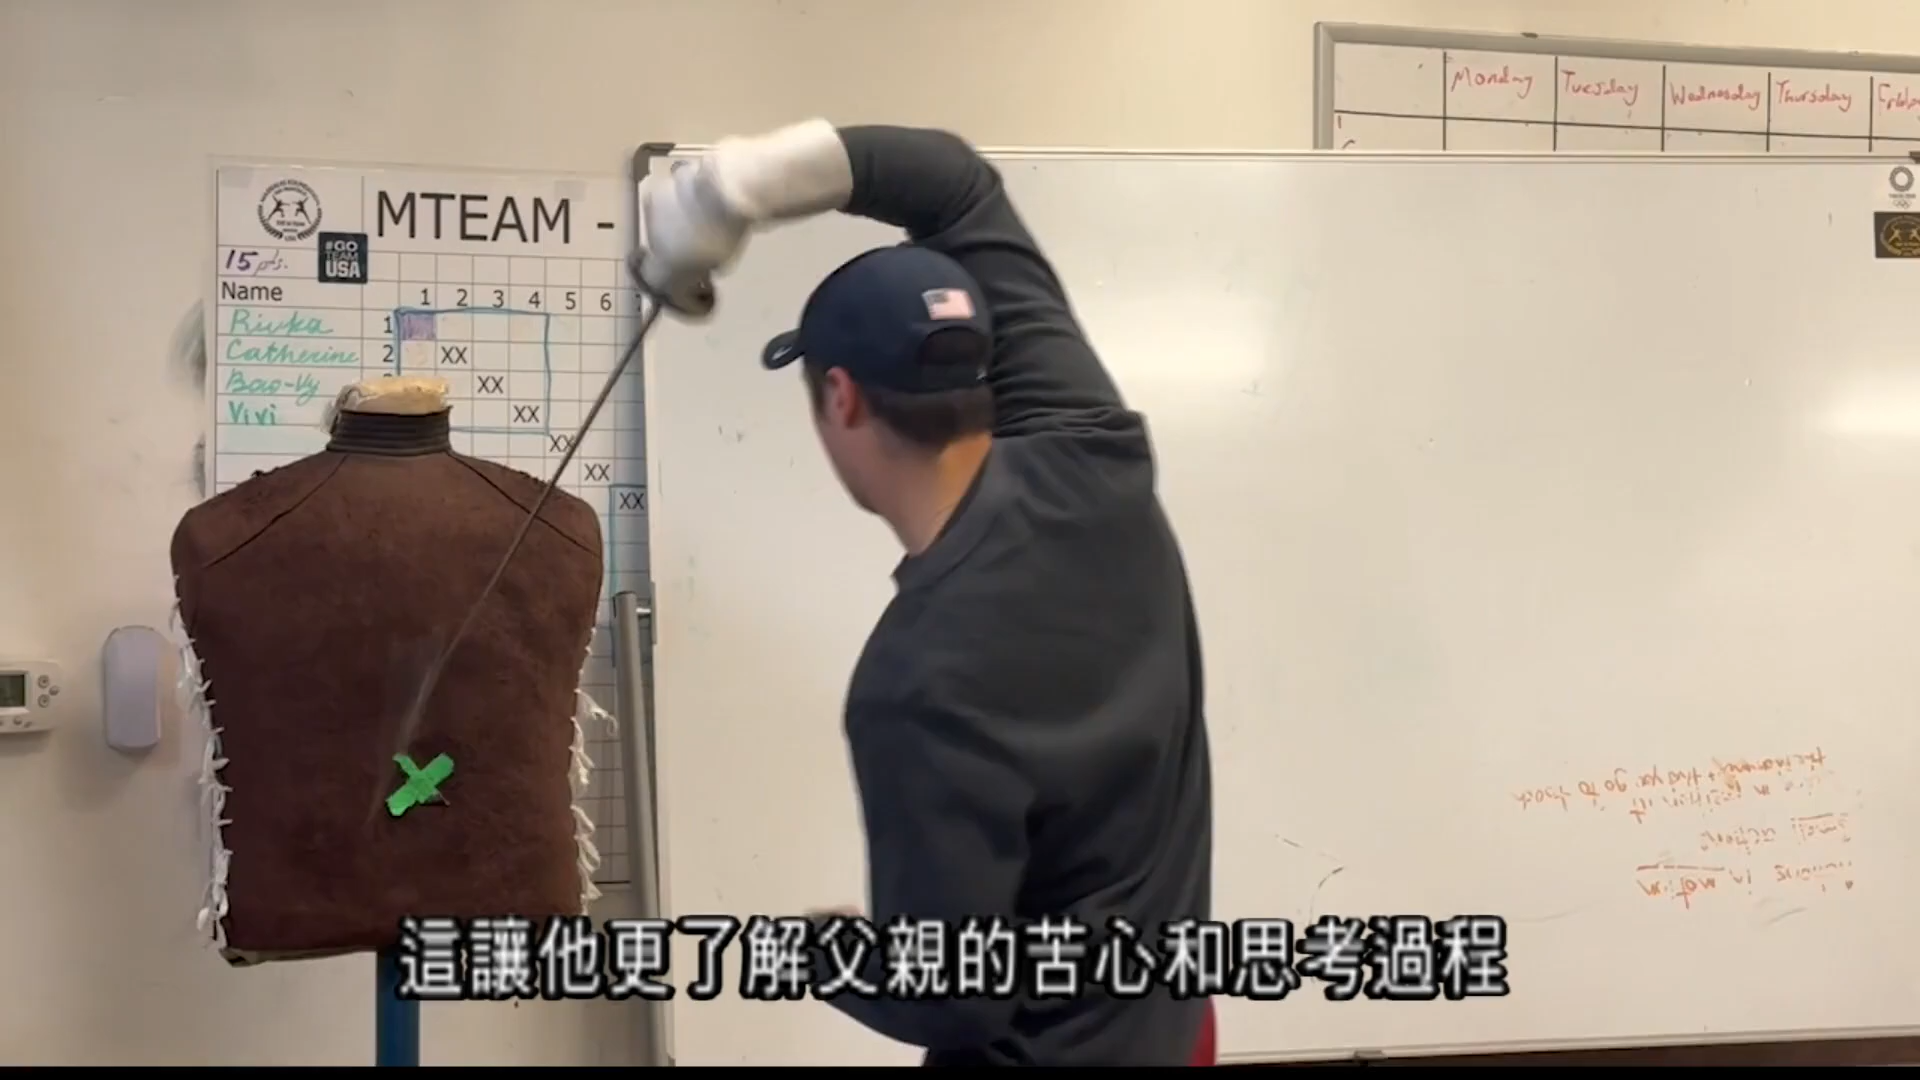 Monday Tuesday Wednesday Thursday
MTEAM -
#GO
TEAM
USA
15 pts.
Name
1 2 3 4 5 6
Rivka 1
Catherine 2 XX
Bao-Vy XX
Vivi XX
XX
XX
XX
這讓他更了解父親的苦心和思考過程